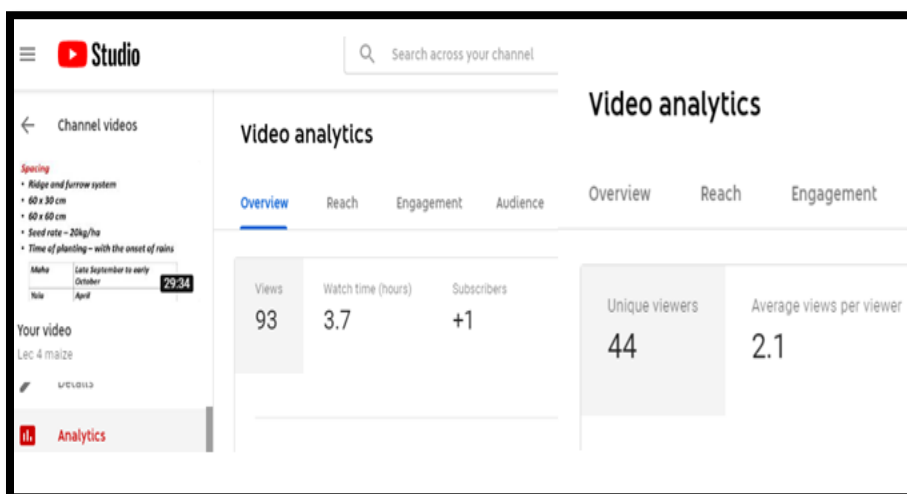 Studio
Search across your channel
Channel videos
Spacing
• Ridge and furrow system
• 60 x 30 cm
• 60 x 60 cm
• Seed rate – 20kg/ha
• Time of planting – with the onset of rains
Maha Late September to early
October
Yala April
29:34
Your video
Lec 4 maize
Details
Analytics
Video analytics
Overview Reach Engagement Audience
Views Watch time (hours) Subscribers
93 3.7 +1
Video analytics
Overview Reach Engagement
Unique viewers Average views per viewer
44 2.1